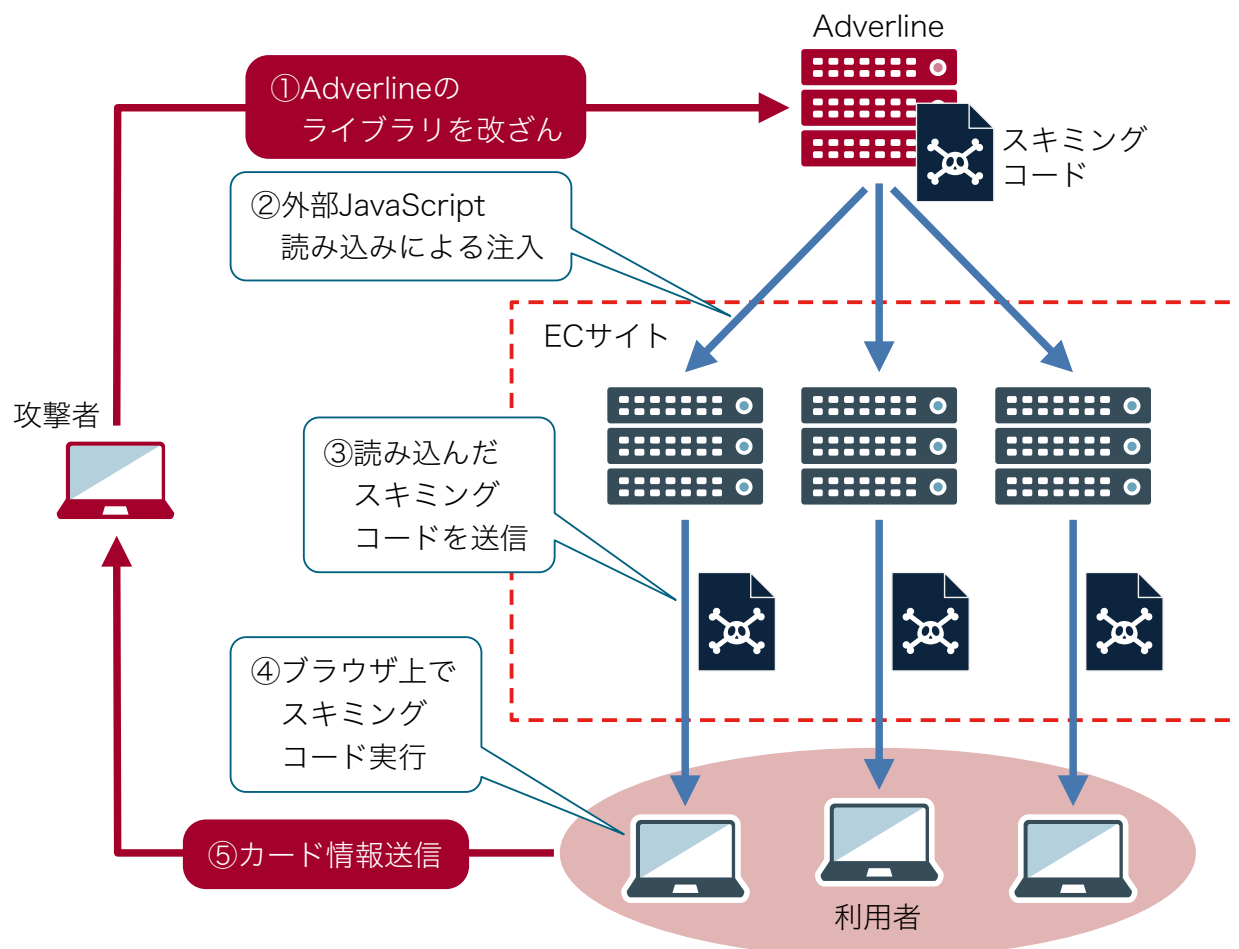 Adverline
①Adverlineの
ライブラリを改ざん
スキミング
コード
②外部JavaScript
読み込みによる注入
ECサイト
攻撃者
③読み込んだ
スキミング
コードを送信
④ブラウザ上で
スキミング
コード実行
⑤カード情報送信
利用者